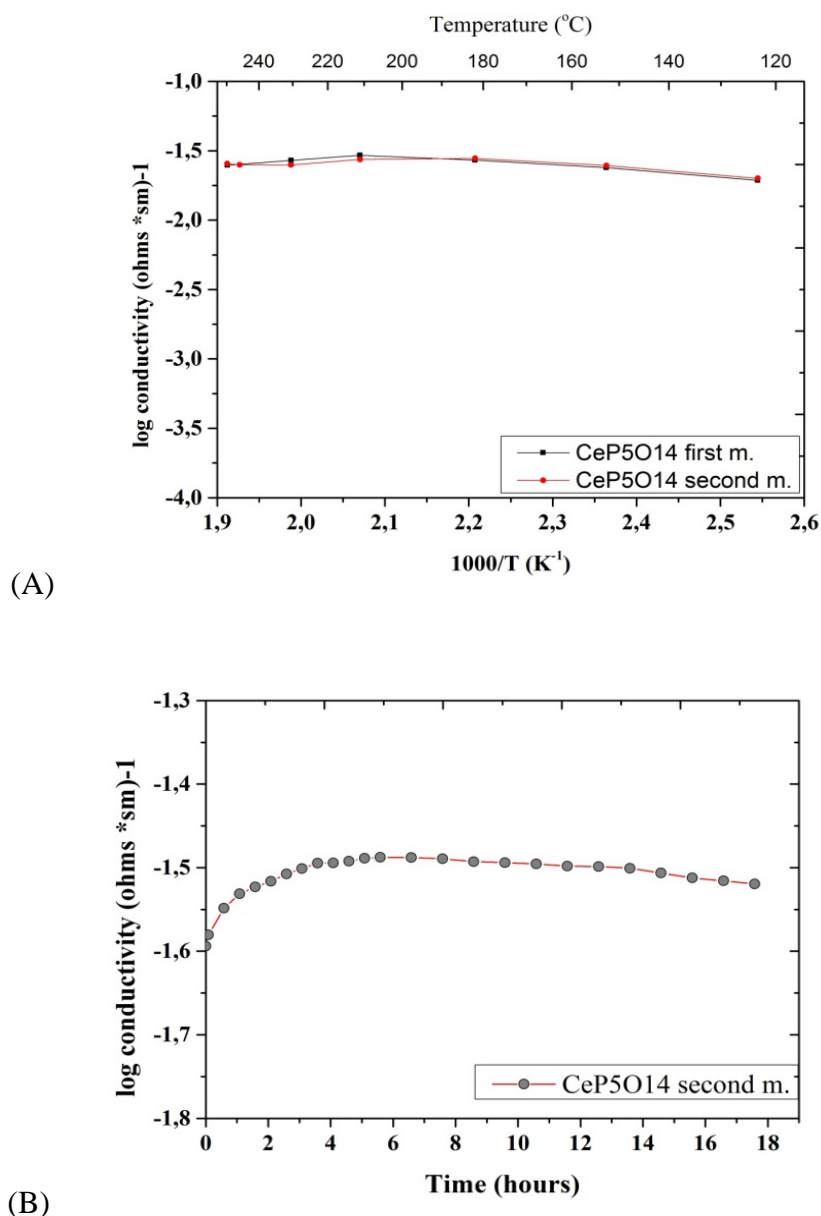 Temperature (°C)
240 220 210 200 180 160 140 130 120
-1,0
-1,5
-2,0
-2,5
-3,0
-3,5
-4,0
log conductivity (ohms *sm)-1
CeP5O14 first m.
CeP5O14 second m.
1,9 2,0 2,1 2,2 2,3 2,4 2,5 2,6
1000/T (K⁻¹)
(A)
-1,3
-1,4
-1,5
-1,6
-1,7
-1,8
log conductivity (ohms *sm)-1
CeP5O14 second m.
0 2 4 6 8 10 12 14 16 18
Time (hours)
(B)